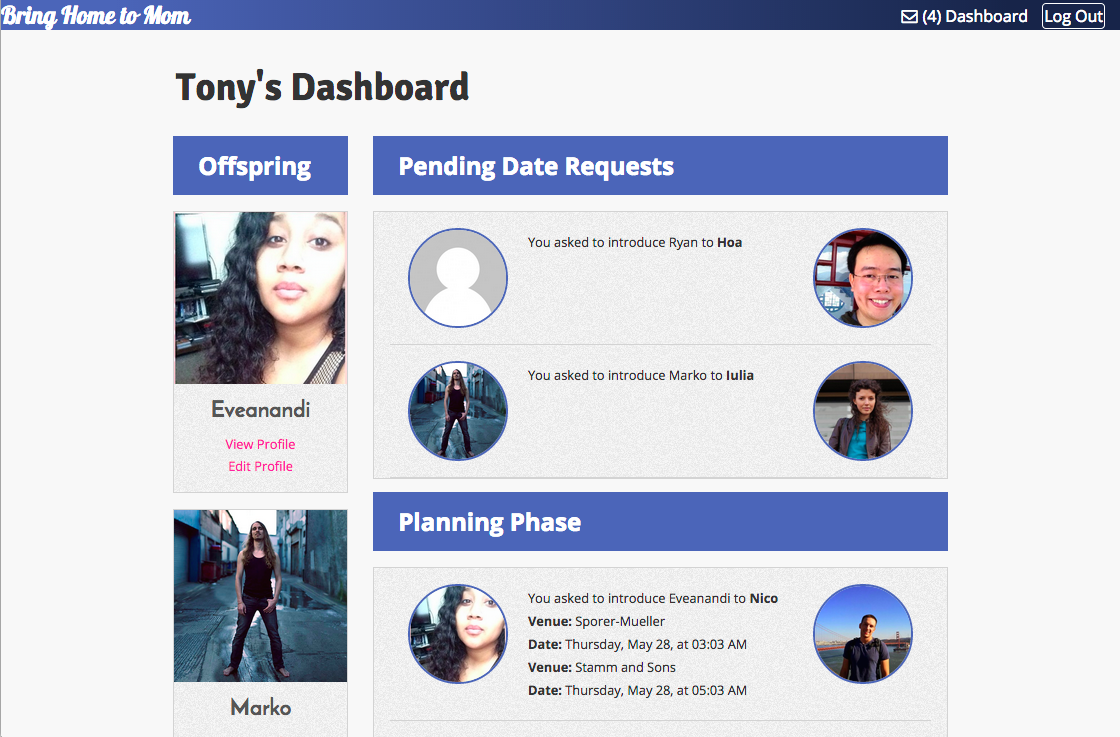 Bring Home to Mom
(4) Dashboard
Log Out
Tony's Dashboard
Offspring
Eveanandi
View Profile
Edit Profile
Marko
Pending Date Requests
You asked to introduce Ryan to Hoa
You asked to introduce Marko to Iulia
Planning Phase
You asked to introduce Eveanandi to Nico
Venue: Sporer-Mueller
Date: Thursday, May 28, at 03:03 AM
Venue: Stamm and Sons
Date: Thursday, May 28, at 05:03 AM